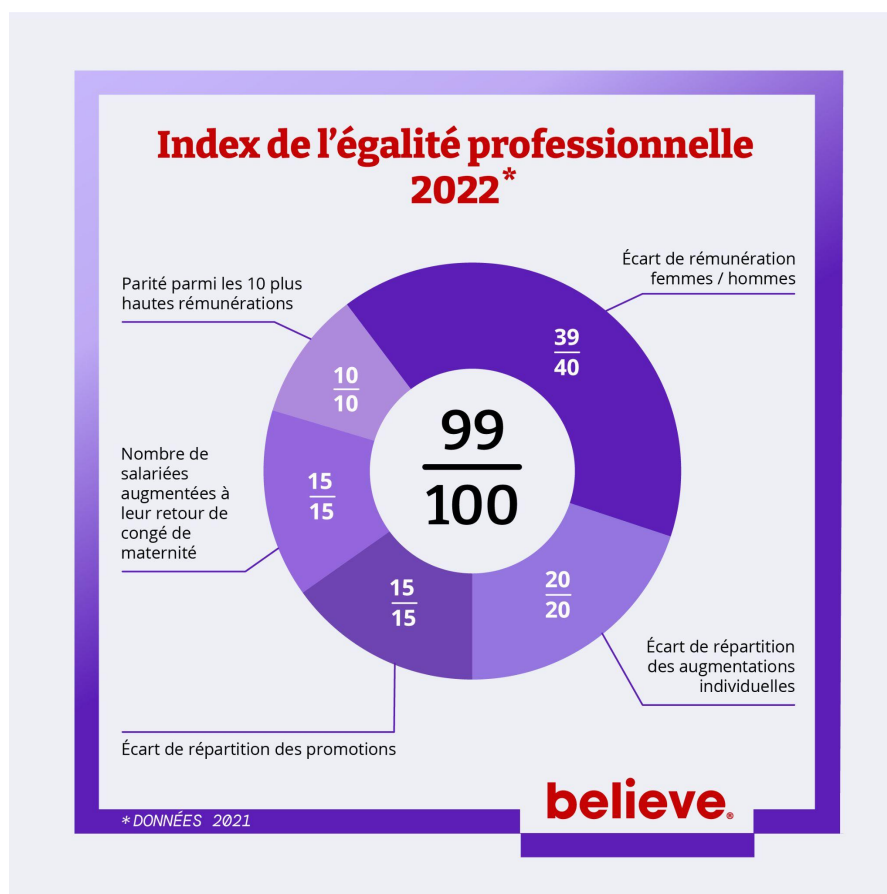 Index de l'égalité professionnelle
2022*
Écart de rémunération
femmes / hommes
39
40
Parité parmi les 10 plus
hautes rémunérations
10
10
99
100
Nombre de
salariées
augmentées à
leur retour de
congé de
maternité
15
15
15
15
20
20
Écart de répartition
des augmentations
individuelles
Écart de répartition des promotions
believe®
*DONNÉES 2021